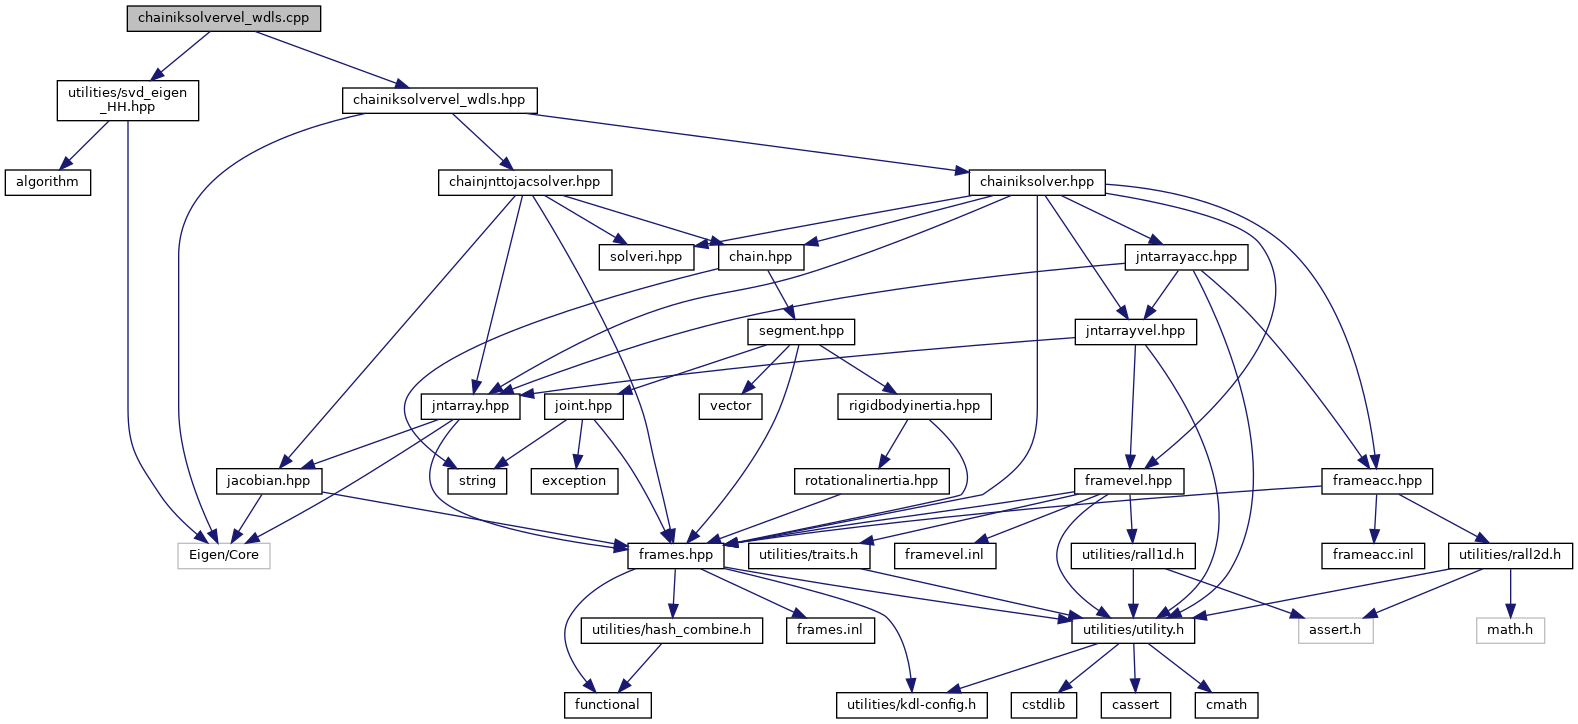 chainiksolvervel_wdls.cpp
utilities/svd_eigen
_HH.hpp
chainiksolvervel_wdls.hpp
algorithm
chainjnttojacsolver.hpp
chainiksolver.hpp
solveri.hpp
chain.hpp
jntarrayacc.hpp
segment.hpp
jntarrayvel.hpp
jntarray.hpp
joint.hpp
vector
rigidbodyinertia.hpp
jacobian.hpp
string
exception
rotationalinertia.hpp
framevel.hpp
frameacc.hpp
Eigen/Core
frames.hpp
utilities/traits.h
framevel.inl
utilities/rall1d.h
frameacc.inl
utilities/rall2d.h
utilities/hash_combine.h
frames.inl
utilities/utility.h
assert.h
math.h
functional
utilities/kdl-config.h
cstdlib
cassert
cmath